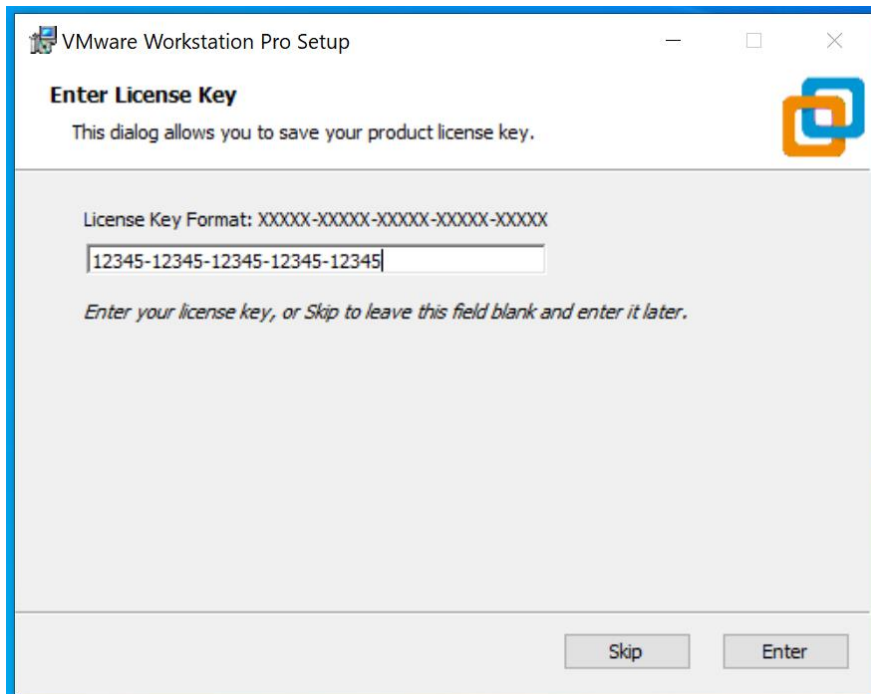 VMware Workstation Pro Setup
Enter License Key
This dialog allows you to save your product license key.
License Key Format: XXXXX-XXXXX-XXXXX-XXXXX-XXXXX
12345-12345-12345-12345-12345
Enter your license key, or Skip to leave this field blank and enter it later.
Skip Enter